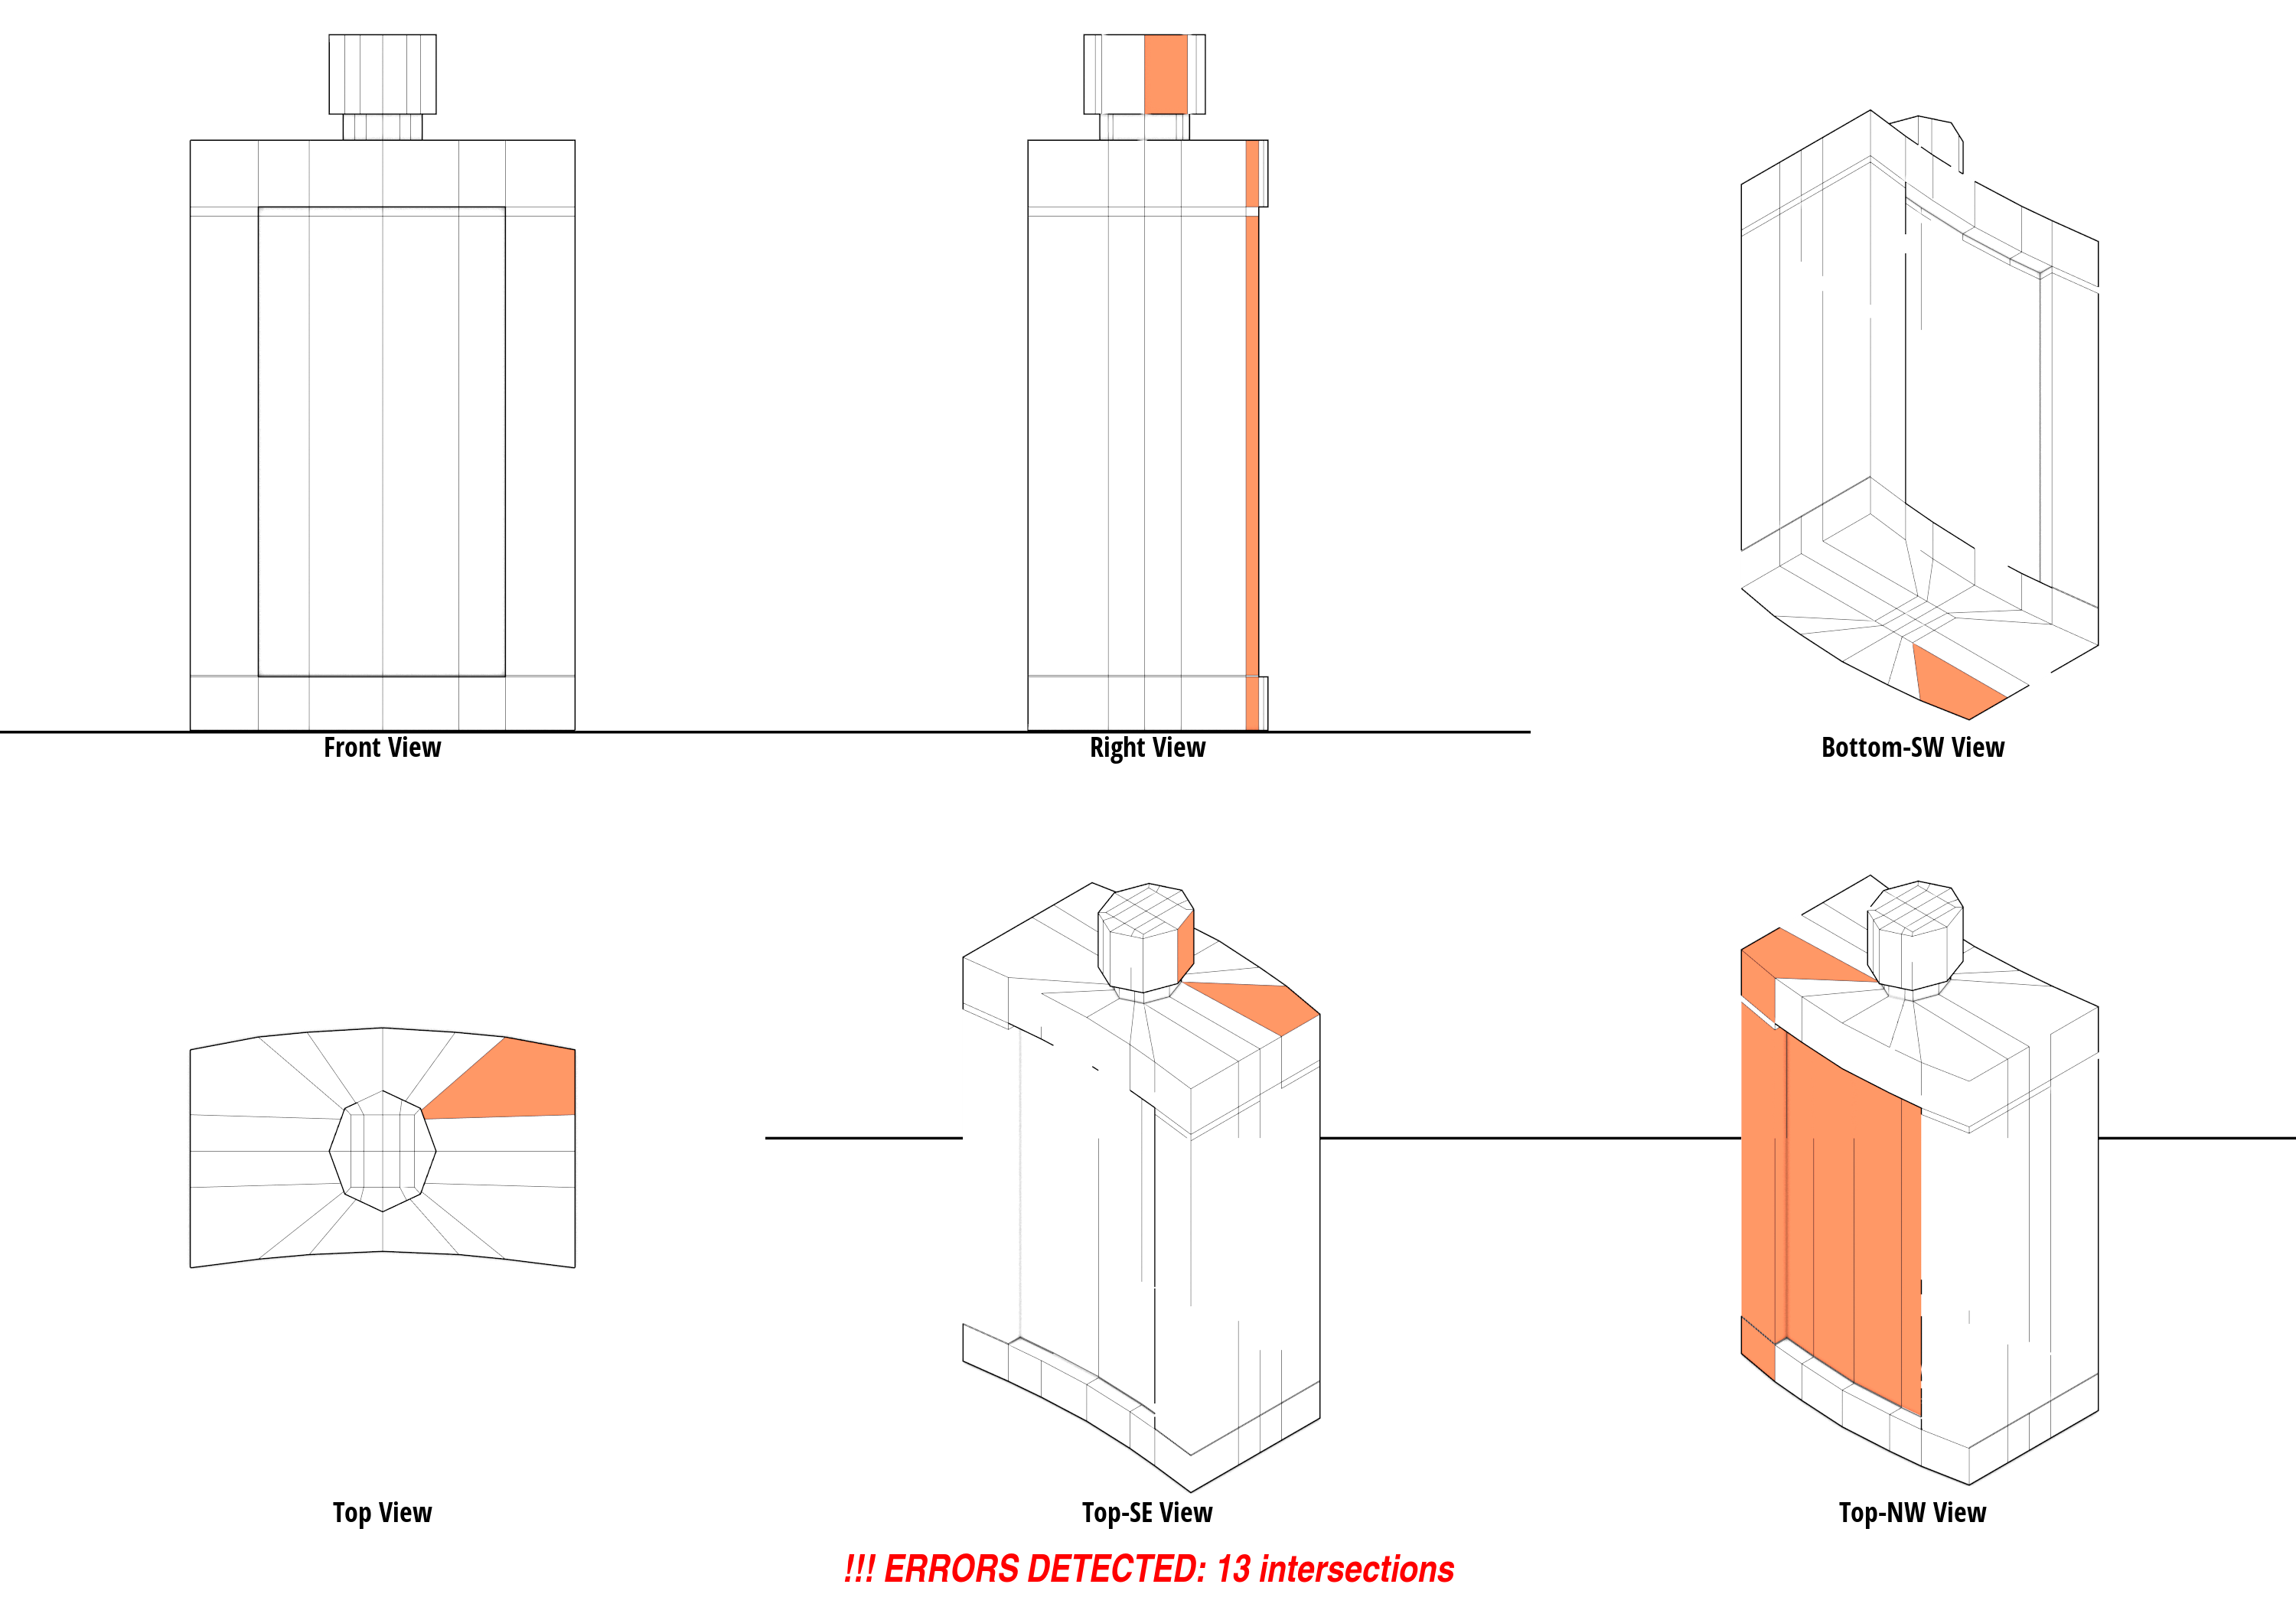 Front View
Right View
Bottom-SW View
Top View
Top-SE View
Top-NW View
!!! ERRORS DETECTED: 13 intersections